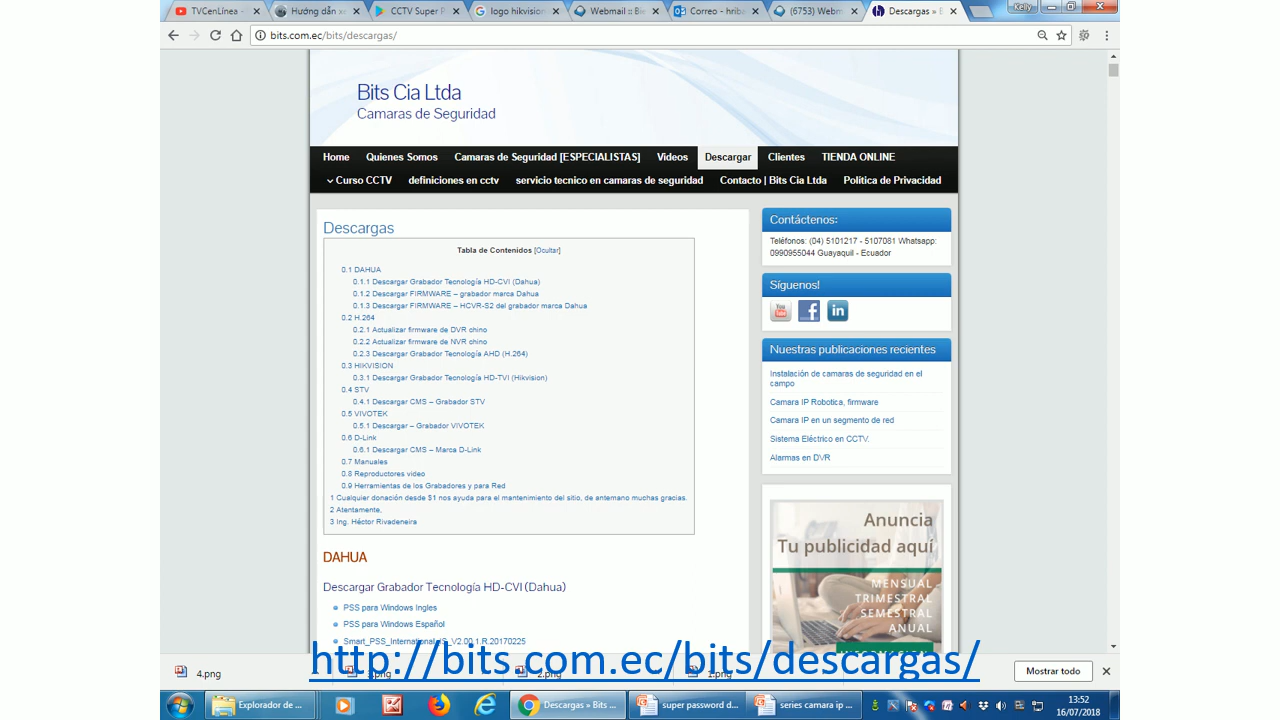 TVCenLínea -
Hướng dẫn xe
CCTV Super P
logo hikvision
Webmail :: Bi
Correo - hriba
(6753) Webm
Descargas » B
Kelly
bits.com.ec/bits/descargas/
Bits Cia Ltda
Camaras de Seguridad
Home Quienes Somos Camaras de Seguridad [ESPECIALISTAS] Videos Descargar Clientes TIENDA ONLINE
Curso CCTV definiciones en cctv servicio tecnico en camaras de seguridad Contacto | Bits Cia Ltda Politica de Privacidad
Descargas
Tabla de Contenidos [Ocultar]
0.1 DAHUA
0.1.1 Descargar Grabador Tecnología HD-CVI (Dahua)
0.1.2 Descargar FIRMWARE – grabador marca Dahua
0.1.3 Descargar FIRMWARE – HCVR-S2 del grabador marca Dahua
0.2 H.264
0.2.1 Actualizar firmware de DVR chino
0.2.2 Actualizar firmware de NVR chino
0.2.3 Descargar Grabador Tecnología AHD (H.264)
0.3 HIKVISION
0.3.1 Descargar Grabador Tecnología HD-TVI (Hikvision)
0.4 STV
0.4.1 Descargar CMS – Grabador STV
0.5 VIVOTEK
0.5.1 Descargar – Grabador VIVOTEK
0.6 D-Link
0.6.1 Descargar CMS – Marca D-Link
0.7 Manuales
0.8 Reproductores video
0.9 Herramientas de los Grabadores y para Red
1 Cualquier donación desde $1 nos ayuda para el mantenimiento del sitio, de antemano muchas gracias.
2 Atentamente,
3 Ing. Héctor Rivadeneira
DAHUA
Descargar Grabador Tecnología HD-CVI (Dahua)
PSS para Windows Ingles
PSS para Windows Español
Smart_PSS_International_IS_V2.00.1.R.20170225
Contáctenos:
Teléfonos: (04) 5101217 - 5107081 Whatsapp:
0990955044 Guayaquil - Ecuador
Síguenos!
You
Tube
Nuestras publicaciones recientes
Instalación de camaras de seguridad en el
campo
Camara IP Robotica, firmware
Camara IP en un segmento de red
Sistema Eléctrico en CCTV.
Alarmas en DVR
Anuncia
Tu publicidad aquí
MENSUAL
TRIMESTRAL
SEMESTRAL
ANUAL
http://bits.com.ec/bits/descargas/
4.png
3.png
2.png
1.png
Mostrar todo
Explorador de ...
Descargas » Bits ...
super password d...
series camara ip ...
13:52
16/07/2018